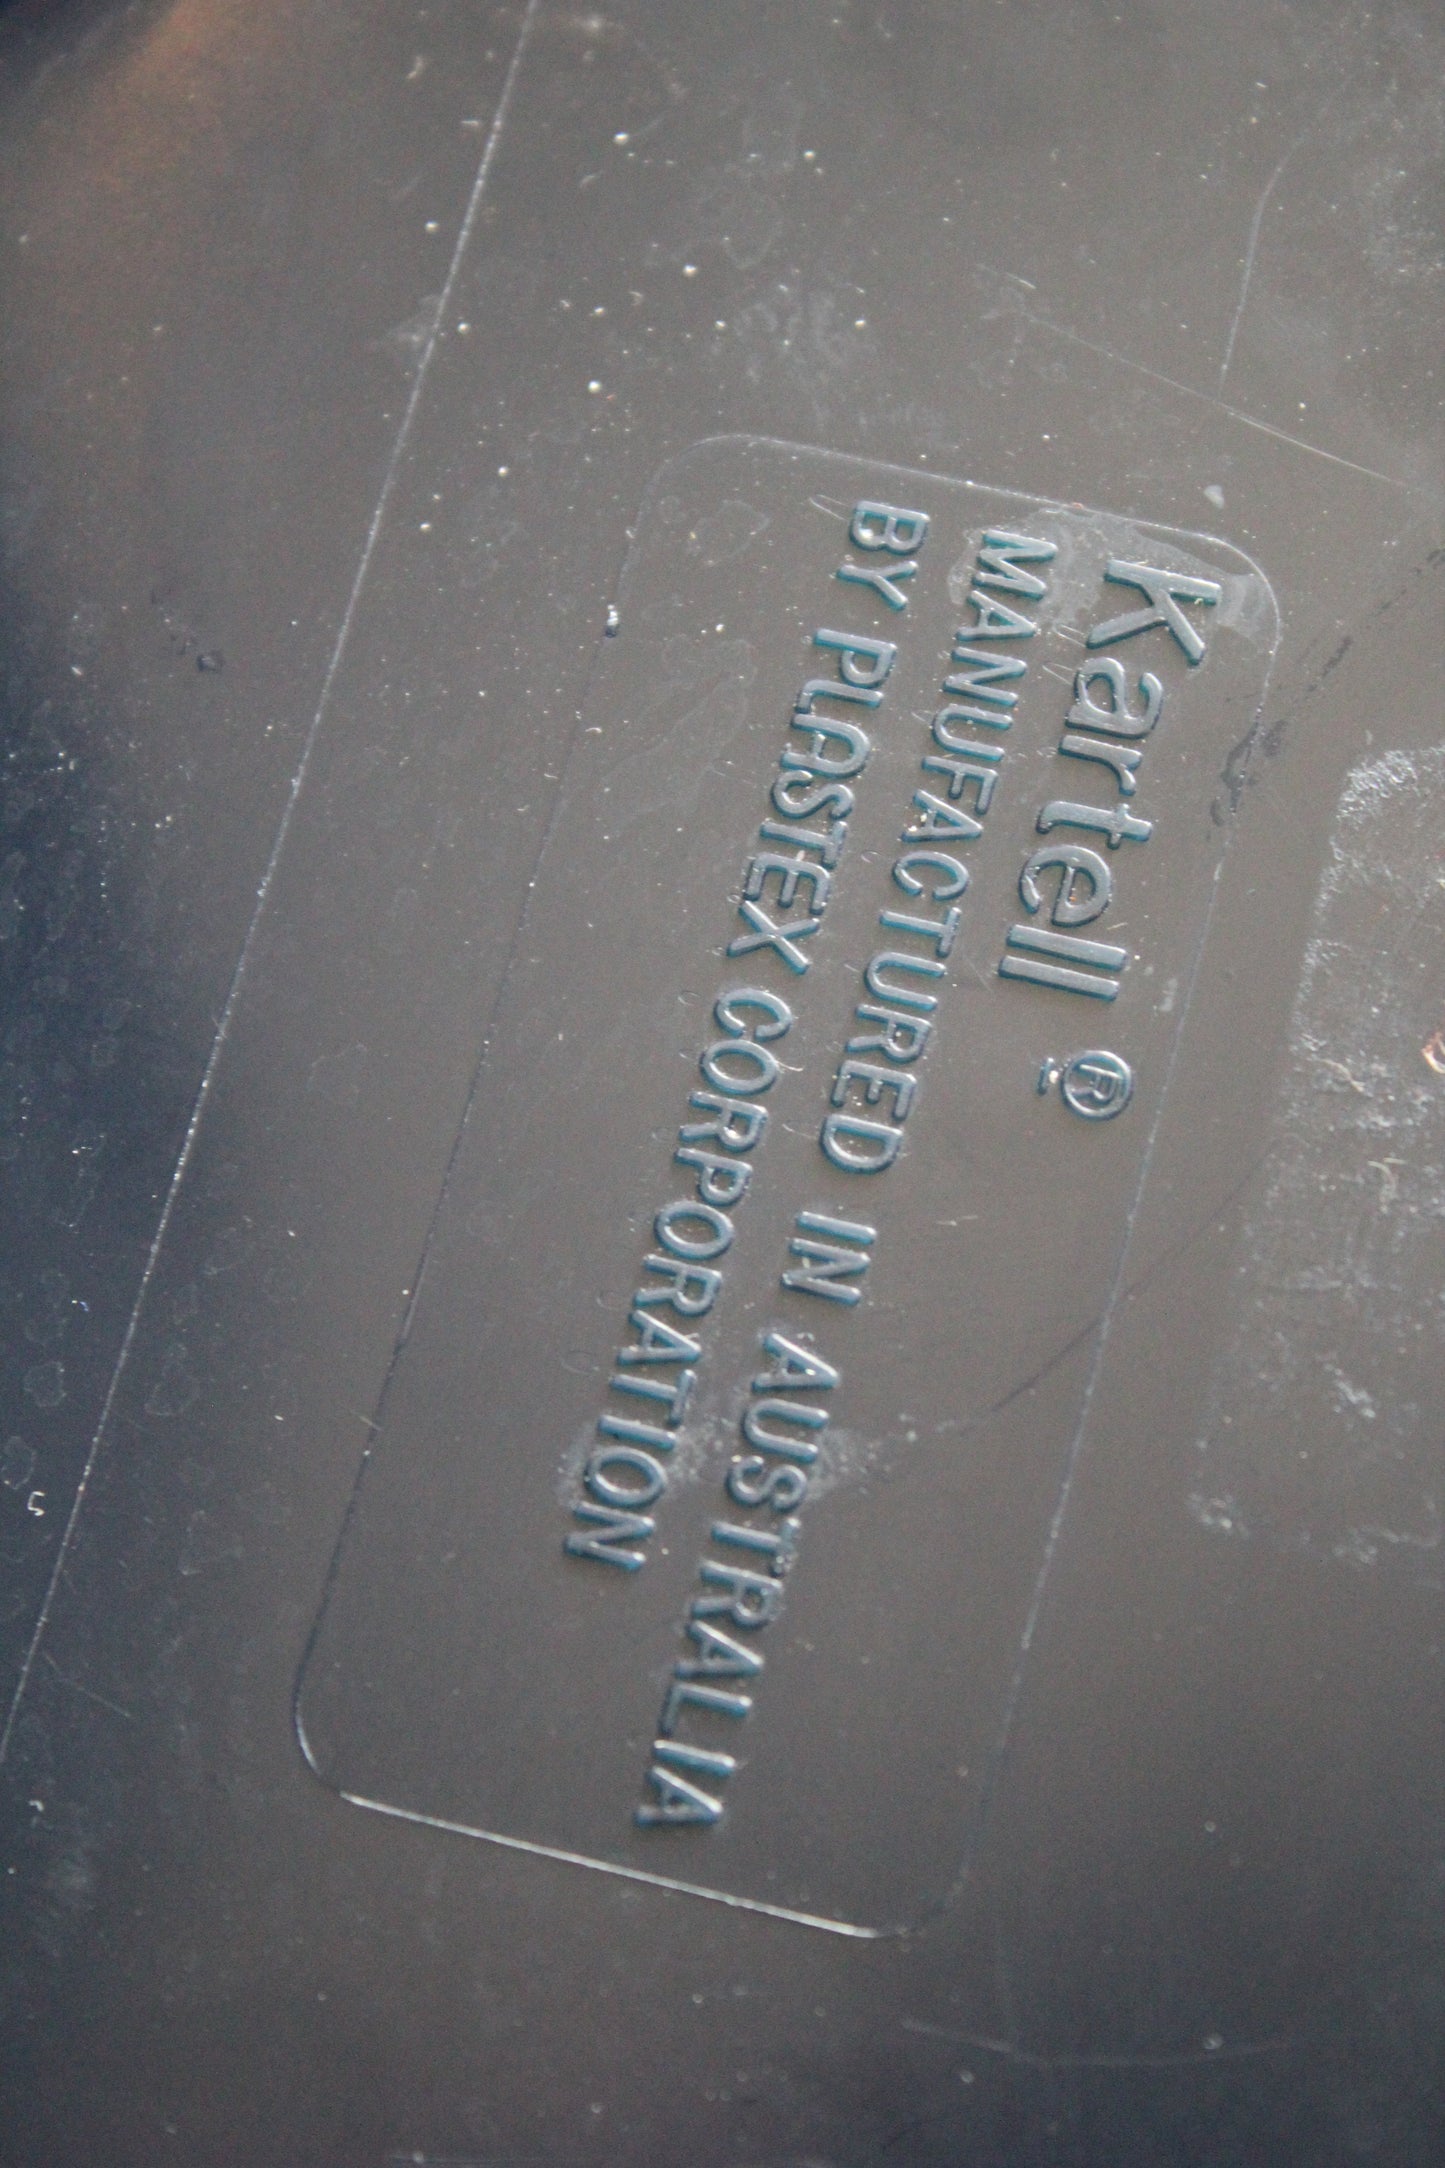 Kartell ®
MANUFACTURED IN AUSTRALIA
BY PLASTEX CORPORATION